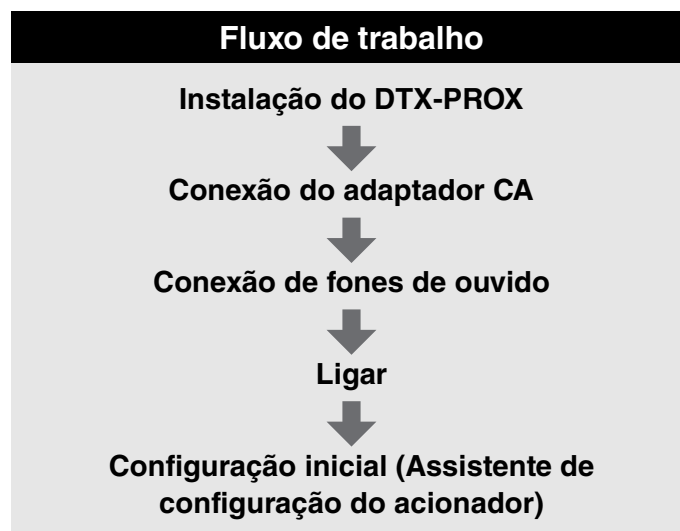 Fluxo de trabalho
Instalação do DTX-PROX
Conexão do adaptador CA
Conexão de fones de ouvido
Ligar
Configuração inicial (Assistente de
configuração do acionador)